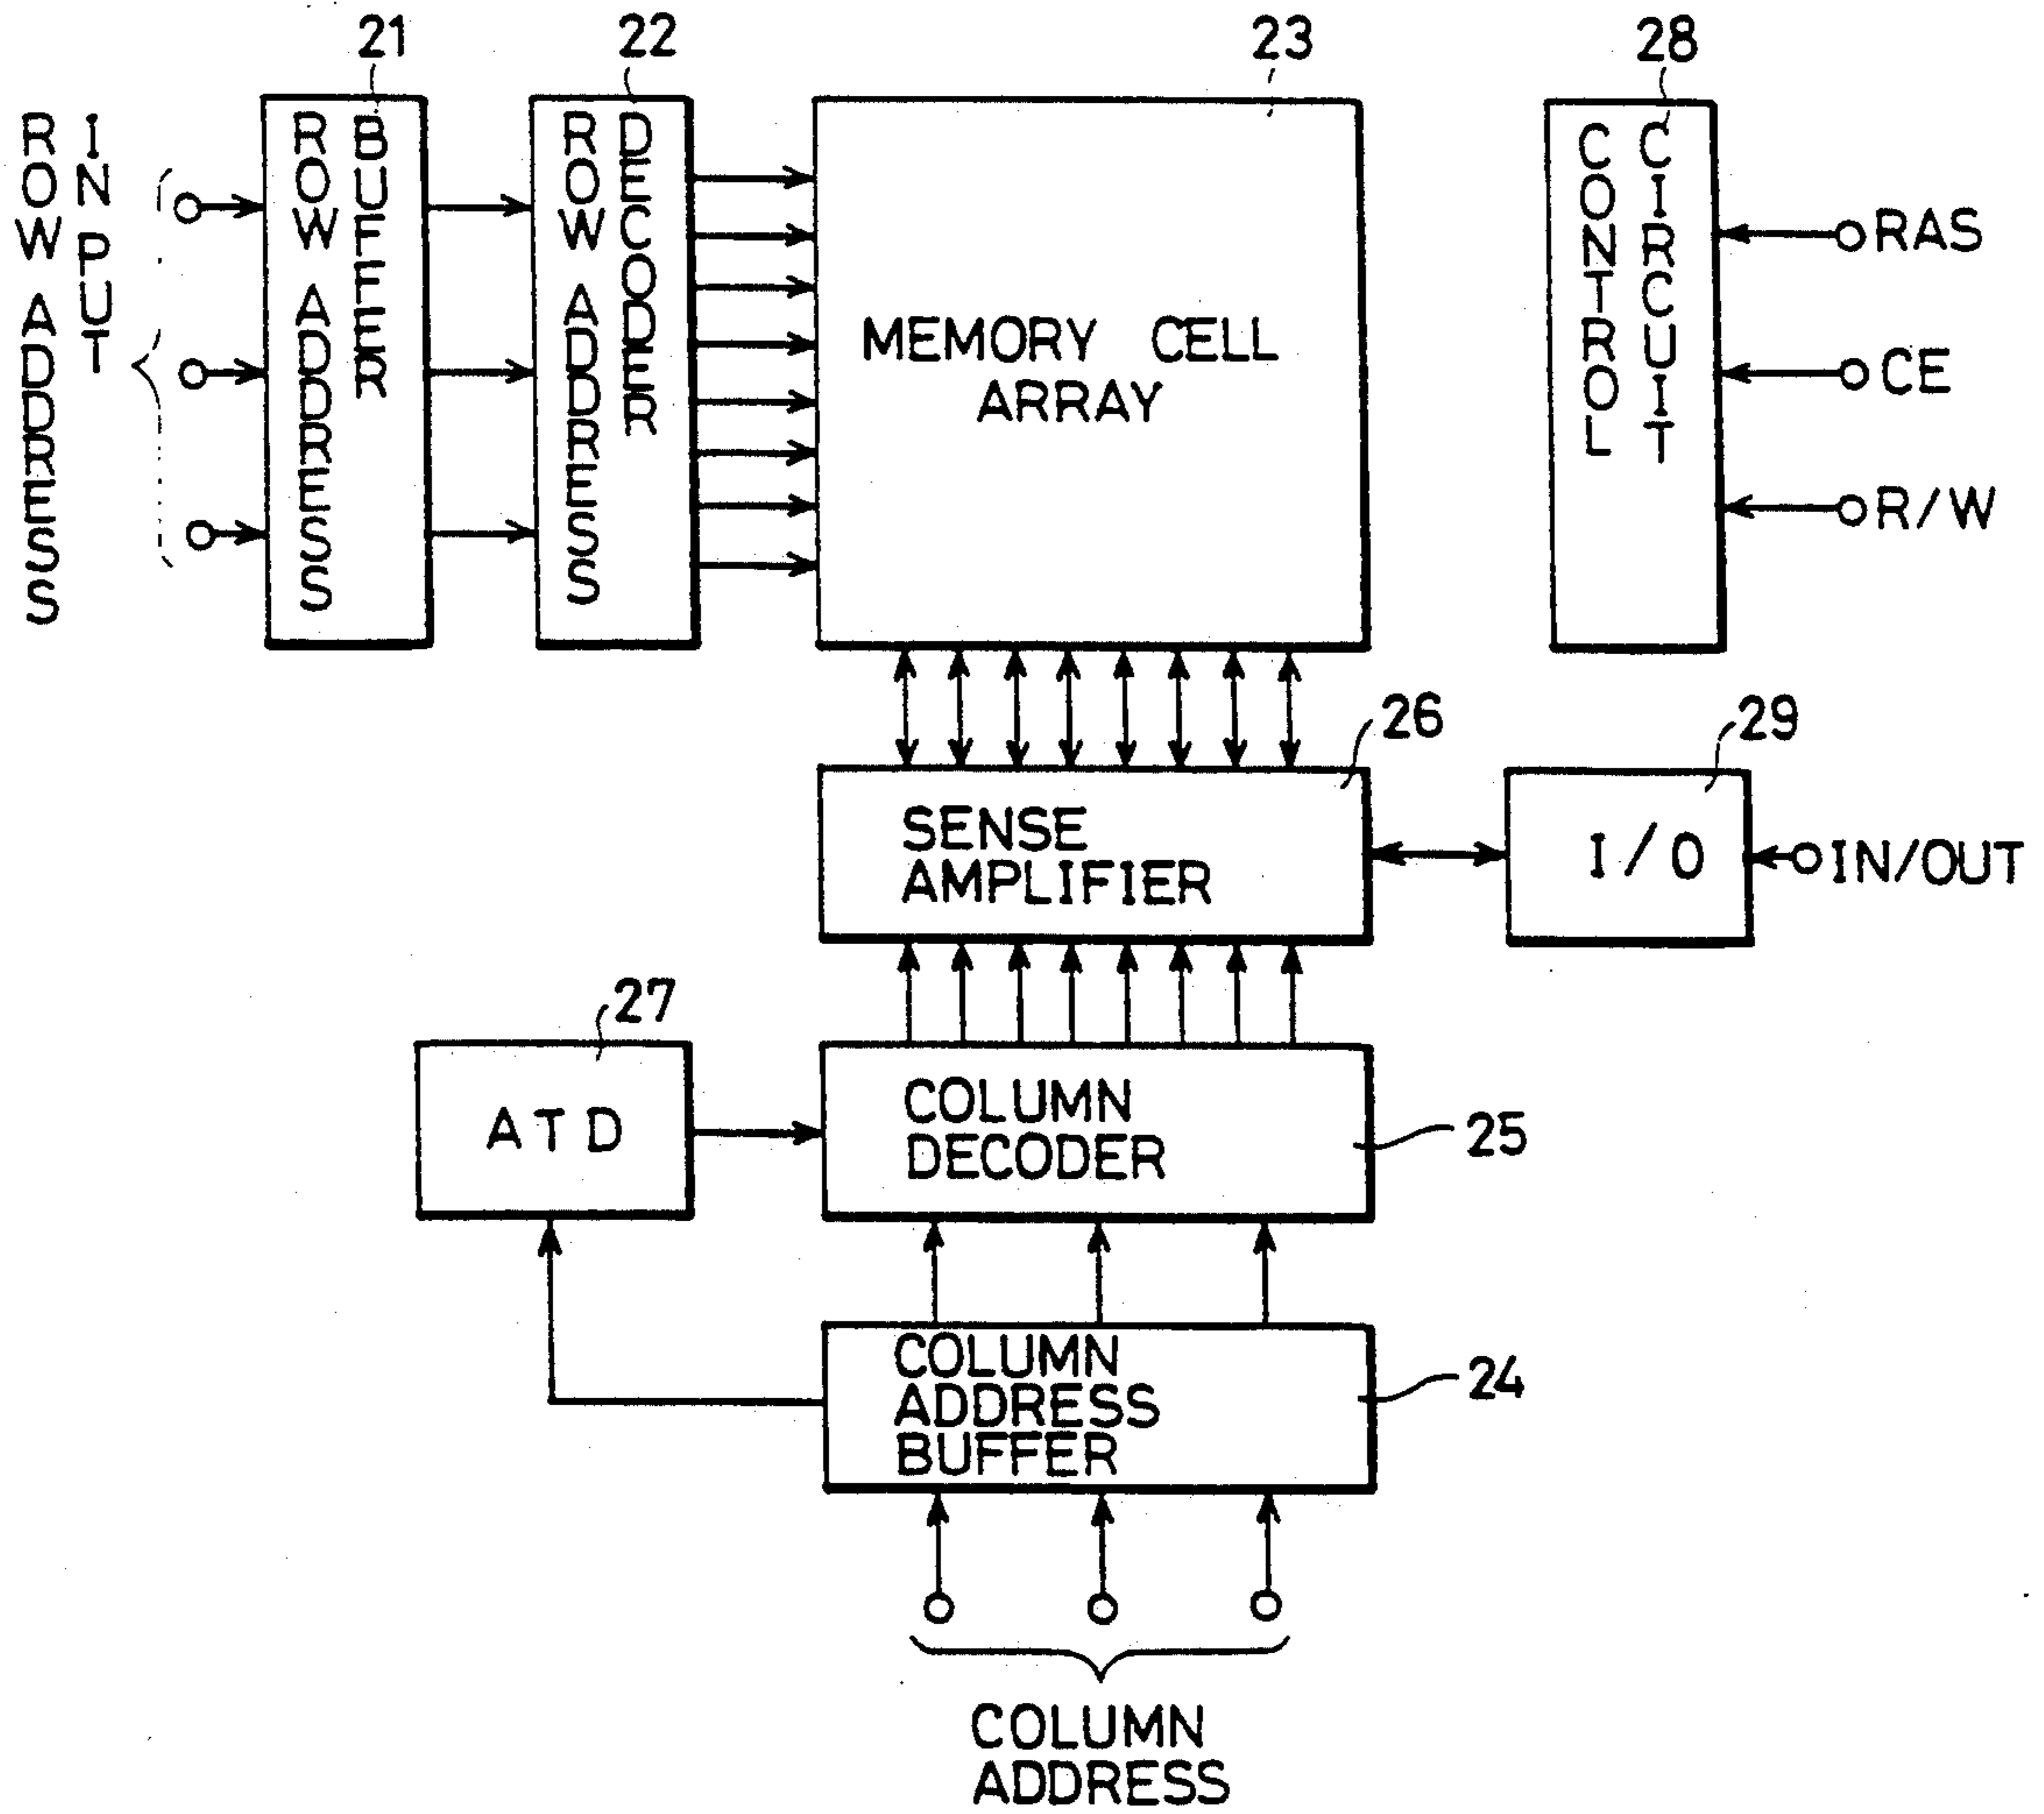 21
22
23
28
ROW ADDRESS
INPUT
ROW ADDRESS
BUFFER
ROW ADDRESS
DECODER
MEMORY CELL
ARRAY
CONTROL
CIRCUIT
RAS
CE
R/W
26
29
SENSE
AMPLIFIER
I/O
IN/OUT
27
ATD
COLUMN
DECODER
25
COLUMN
ADDRESS
BUFFER
24
COLUMN
ADDRESS